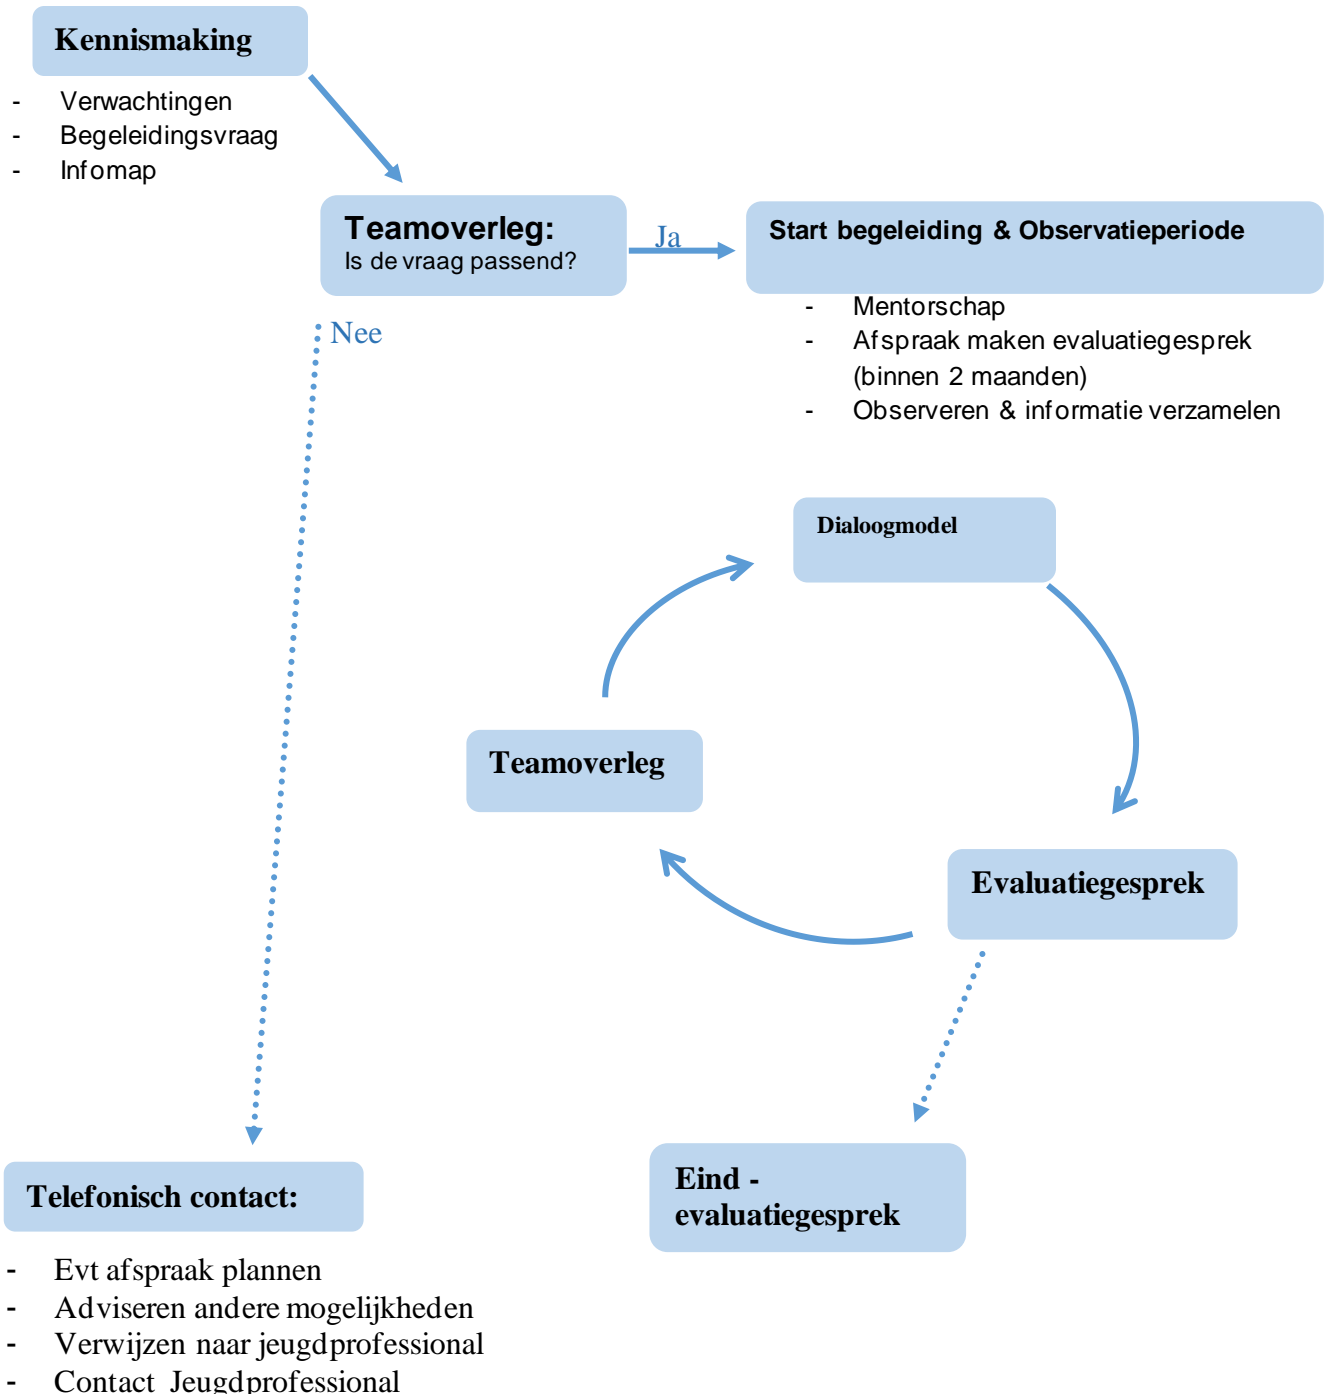 Kennismaking
- Verwachtingen
- Begeleidingsvraag
- Infomap
Teamoverleg:
Is de vraag passend?
Ja
Start begeleiding & Observatieperiode
- Mentorschap
- Afspraak maken evaluatiegesprek
(binnen 2 maanden)
- Observeren & informatie verzamelen
Nee
Dialoogmodel
Teamoverleg
Evaluatiegesprek
Eind -
evaluatiegesprek
Telefonisch contact:
- Evt afspraak plannen
- Adviseren andere mogelijkheden
- Verwijzen naar jeugdprofessional
- Contact Jeugdprofessional